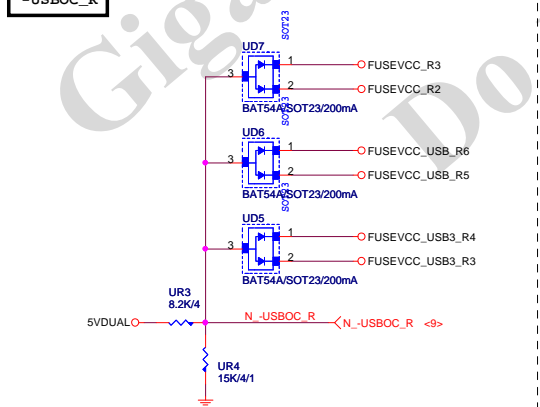 -USBOC_R
Giga
Do
SOT23
UD7
1
FUSEVCC_R3
3
2
FUSEVCC_R2
BAT54A/SOT23/200mA
SOT23
UD6
1
FUSEVCC_USB_R6
3
2
FUSEVCC_USB_R5
BAT54A/SOT23/200mA
SOT23
UD5
1
FUSEVCC_USB3_R4
3
2
FUSEVCC_USB3_R3
BAT54A/SOT23/200mA
UR3
8.2K/4
5VDUAL
N_-USBOC_R
N_-USBOC_R <9>
UR4
15K/4/1